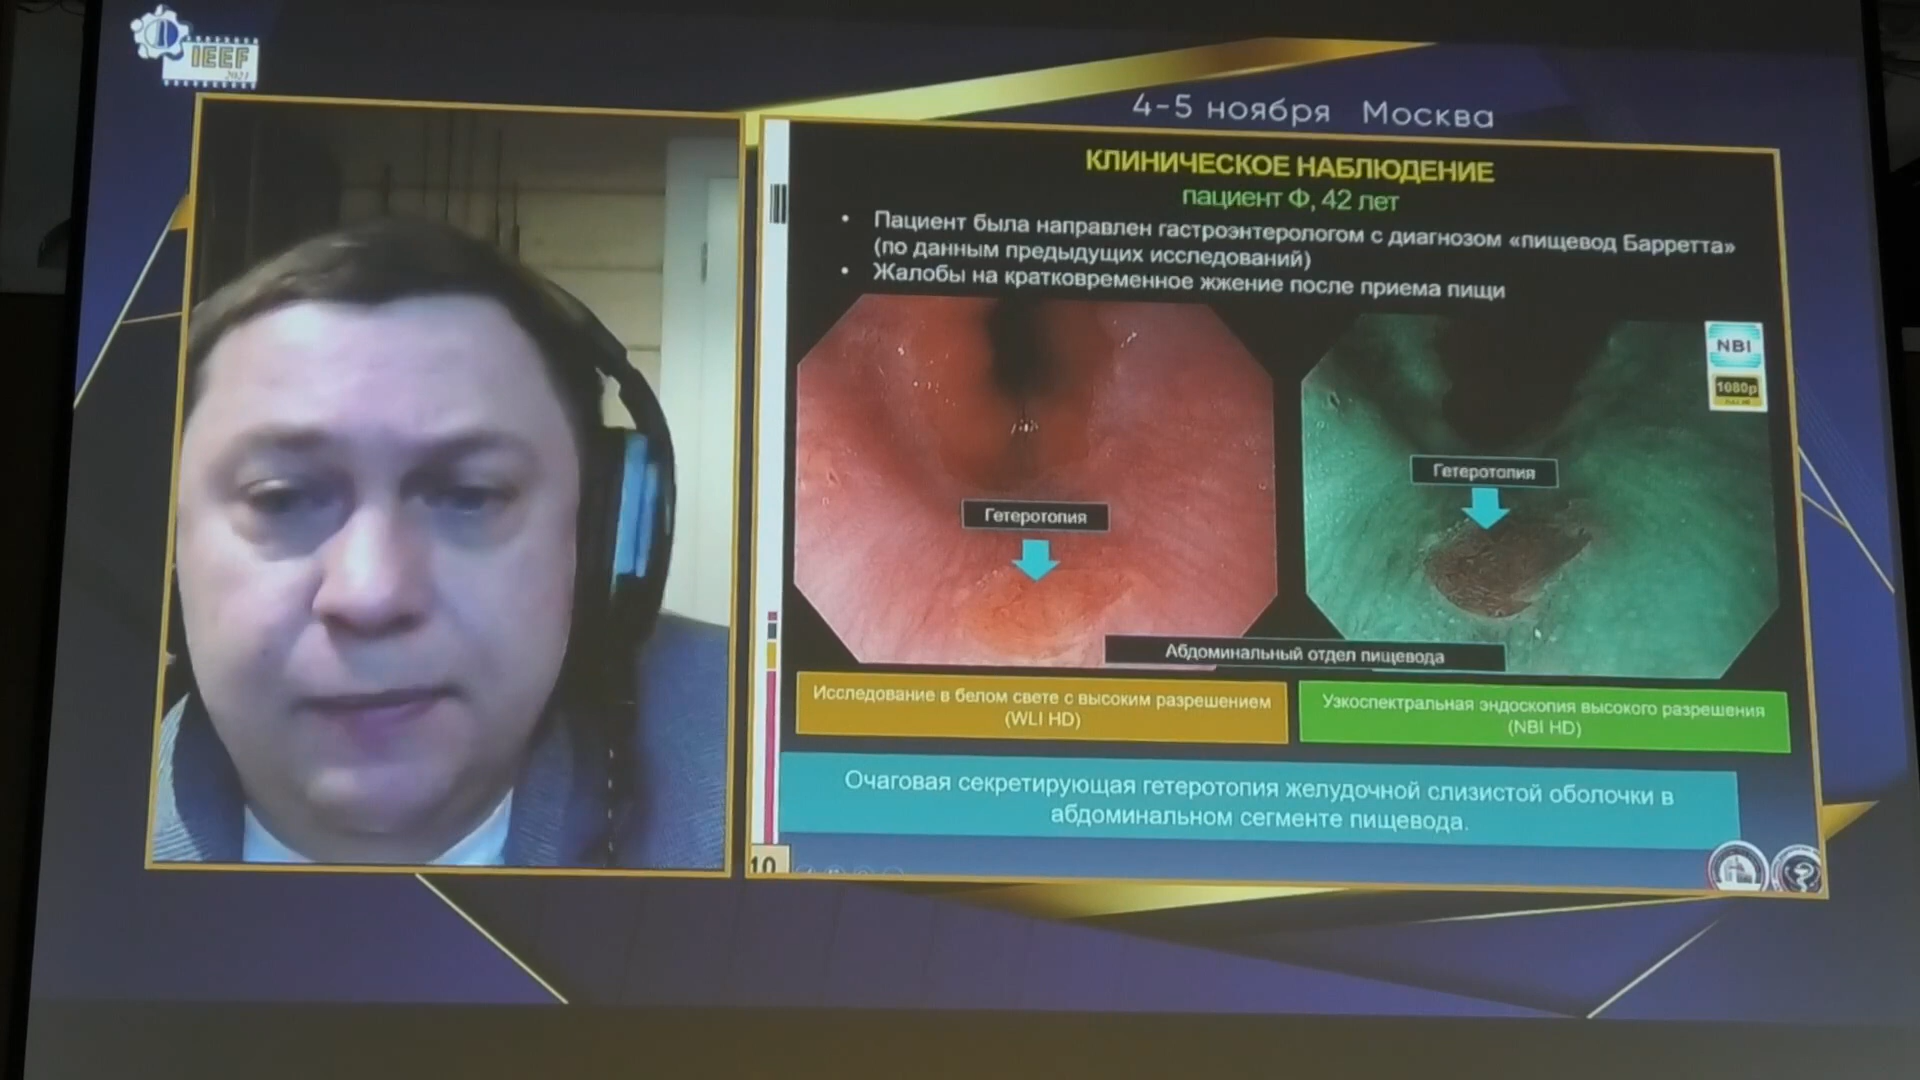 IEEF
2021
4-5 ноября Москва
КЛИНИЧЕСКОЕ НАБЛЮДЕНИЕ
пациент Ф, 42 лет
• Пациент была направлен гастроэнтерологом с диагнозом «пищевод Барретта»
(по данным предыдущих исследований)
• Жалобы на кратковременное жжение после приема пищи
NBI
1080p
Гетеротопия
Гетеротопия
Абдоминальный отдел пищевода
Исследование в белом свете с высоким разрешением
(WLI HD)
Узкоспектральная эндоскопия высокого разрешения
(NBI HD)
Очаговая секретирующая гетеротопия желудочной слизистой оболочки в
абдоминальном сегменте пищевода.
10